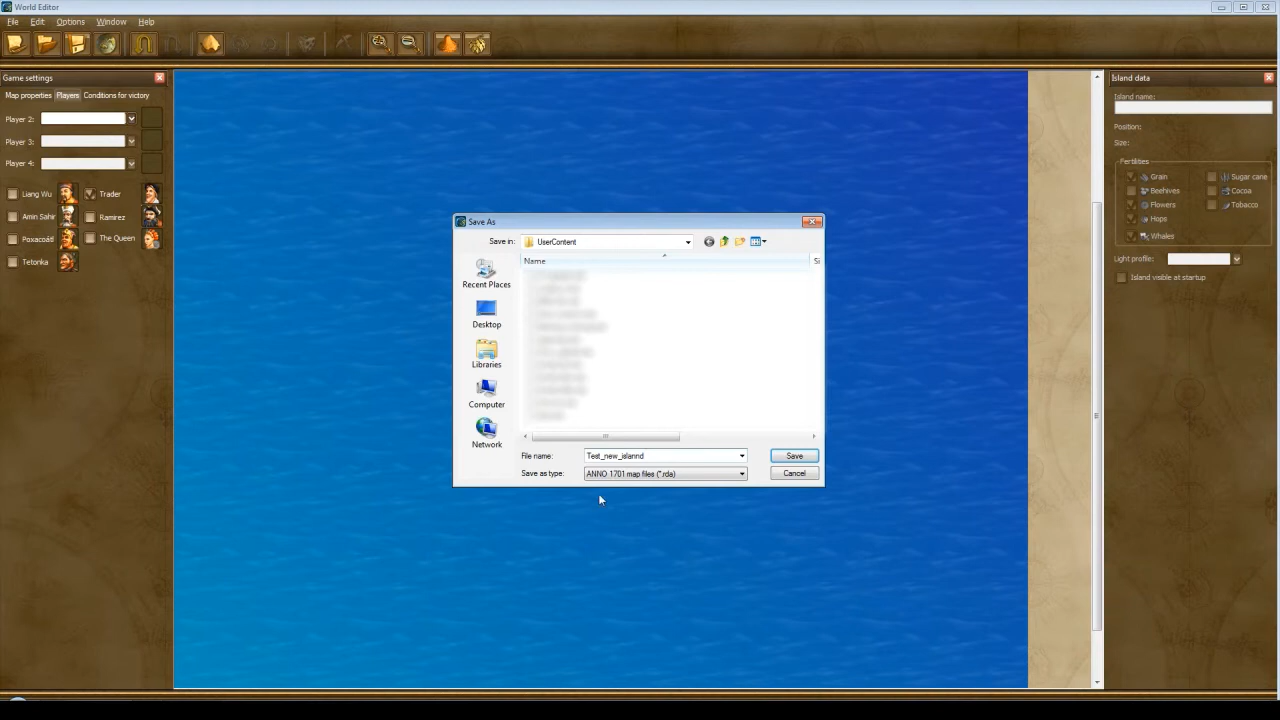 World Editor
File Edit Options Window Help
Game settings
Map properties Players Conditions for victory
Player 2:
Player 3:
Player 4:
Liang Wu Trader
Amin Sahir Ramirez
Poxacoatl The Queen
Tetonka
Save As
Save in: UserContent
Name Si
Recent Places
Desktop
Libraries
Computer
Network
File name: Test_new_islannd Save
Save as type: ANNO 1701 map files (*.rda) Cancel
Island data
Island name:
Position:
Size:
Fertilities
Grain Sugar cane
Beehives Cocoa
Flowers Tobacco
Hops
Whales
Light profile:
Island visible at startup